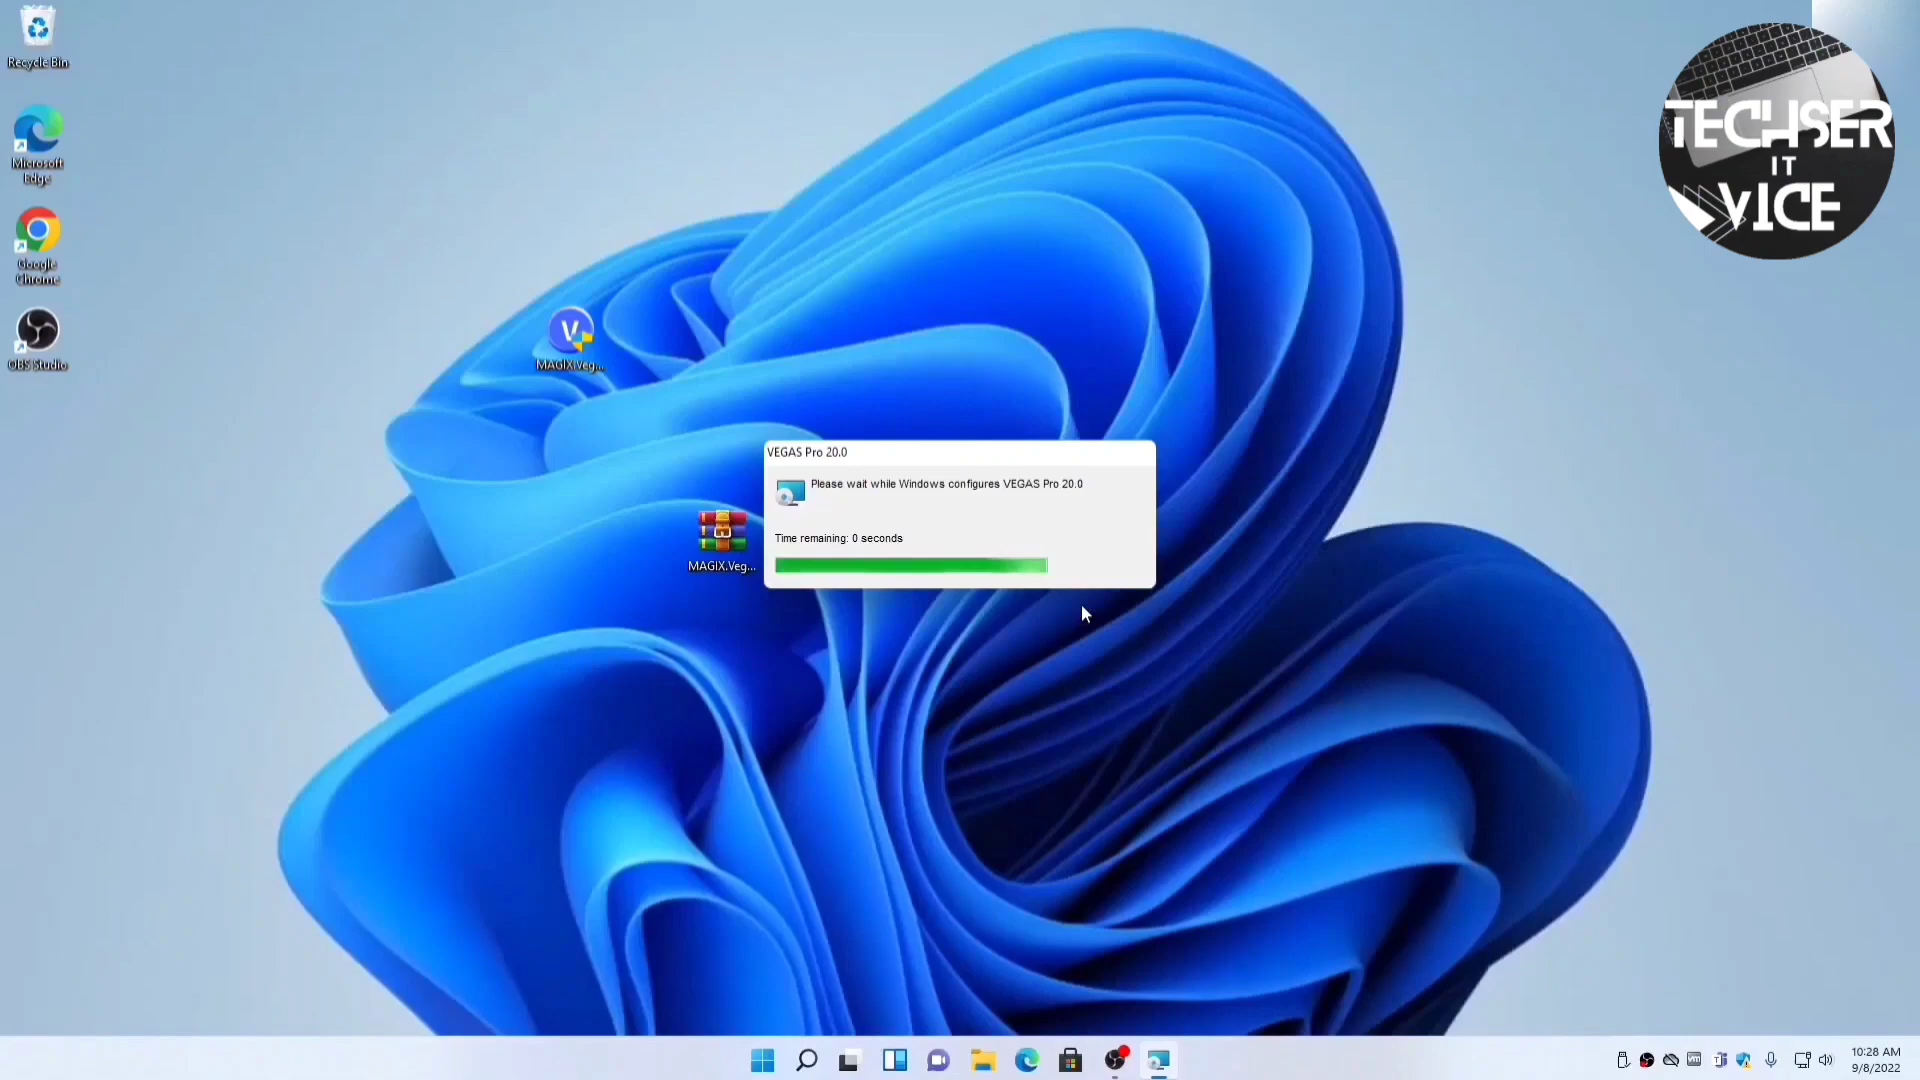 Recycle Bin
Microsoft
Edge
Google
Chrome
OBS Studio
MAGIX.Veg...
MAGIX.Veg...
VEGAS Pro 20.0
Please wait while Windows configures VEGAS Pro 20.0
Time remaining: 0 seconds
TECHSER
IT
VICE
10:28 AM
9/8/2022